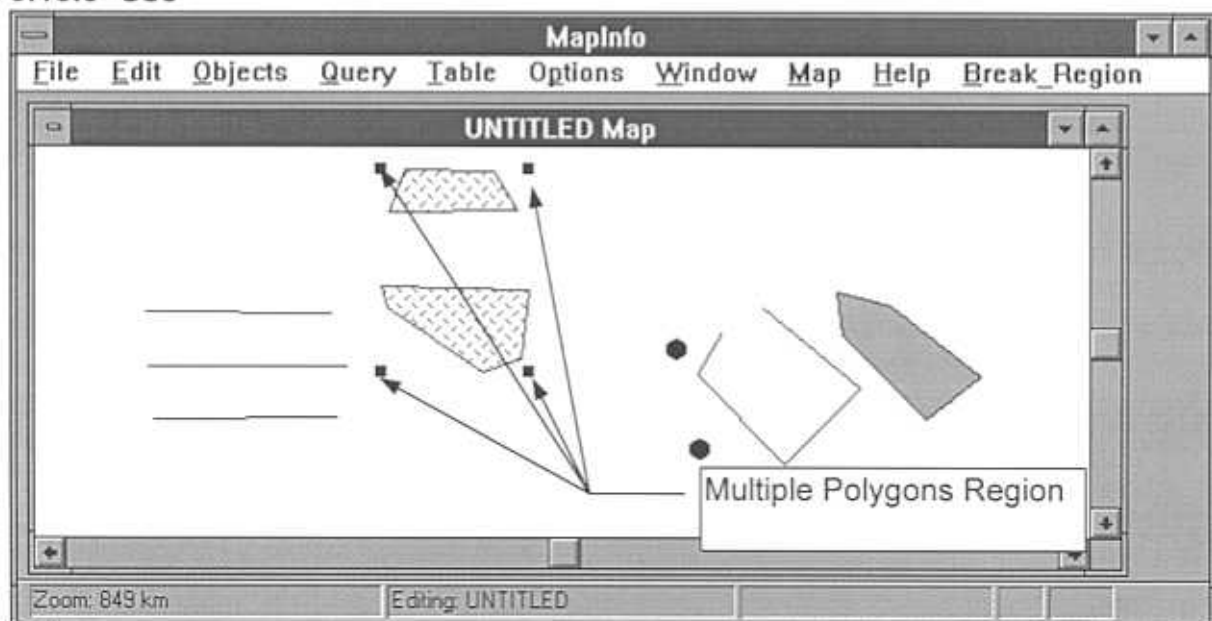 MapInfo
File Edit Objects Query Table Options Window Map Help Break_Region
UNTITLED Map
Multiple Polygons Region
Zoom: 849 km Editing: UNTITLED